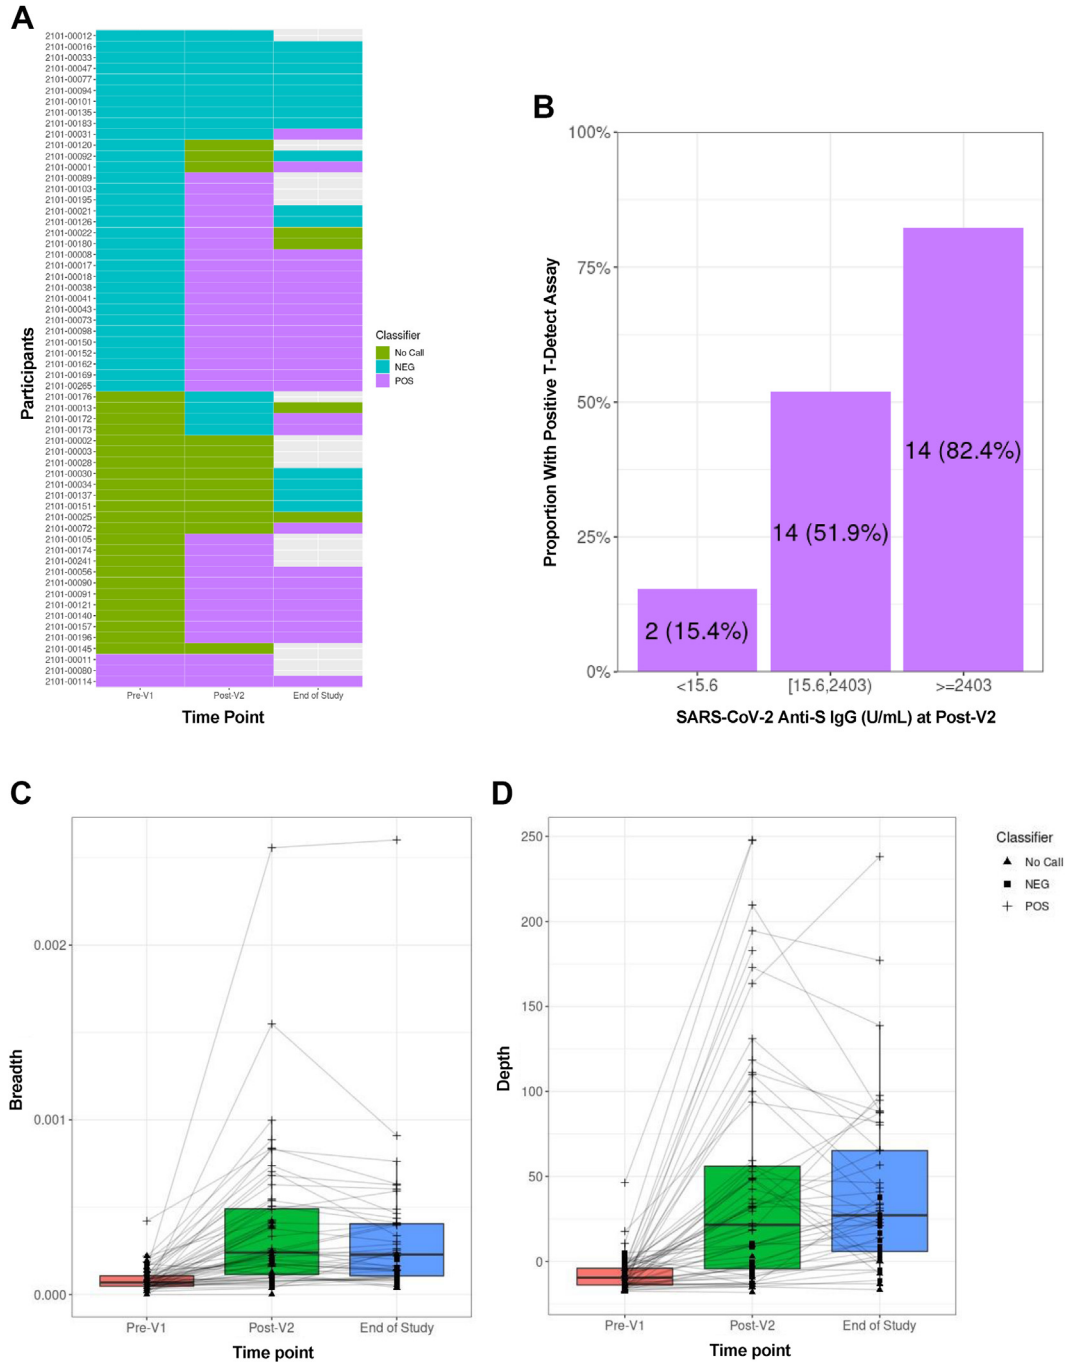 A
2101-00012
2101-00016
2101-00033
2101-00047
2101-00077
2101-00094
2101-00101
2101-00135
2101-00183
2101-00031
2101-00120
2101-00092
2101-00001
2101-00089
2101-00103
2101-00195
2101-00021
2101-00126
2101-00022
2101-00180
2101-00008
2101-00017
2101-00018
2101-00038
2101-00041
2101-00043
2101-00073
2101-00098
2101-00150
2101-00152
2101-00162
2101-00169
2101-00265
2101-00176
2101-00013
2101-00172
2101-00173
2101-00002
2101-00003
2101-00028
2101-00030
2101-00034
2101-00137
2101-00151
2101-00025
2101-00072
2101-00105
2101-00174
2101-00241
2101-00056
2101-00090
2101-00091
2101-00121
2101-00140
2101-00157
2101-00196
2101-00145
2101-00011
2101-00080
2101-00114
Participants
Pre-V1
Post-V2
End of Study
Time Point
Classifier
No Call
NEG
POS
B
100%
75%
50%
25%
0%
Proportion With Positive T-Detect Assay
2 (15.4%)
14 (51.9%)
14 (82.4%)
<15.6
[15.6,2403)
>=2403
SARS-CoV-2 Anti-S IgG (U/mL) at Post-V2
C
0.002
0.001
0.000
Breadth
Pre-V1
Post-V2
End of Study
Time point
D
250
200
150
100
50
0
Depth
Pre-V1
Post-V2
End of Study
Time point
Classifier
No Call
NEG
POS